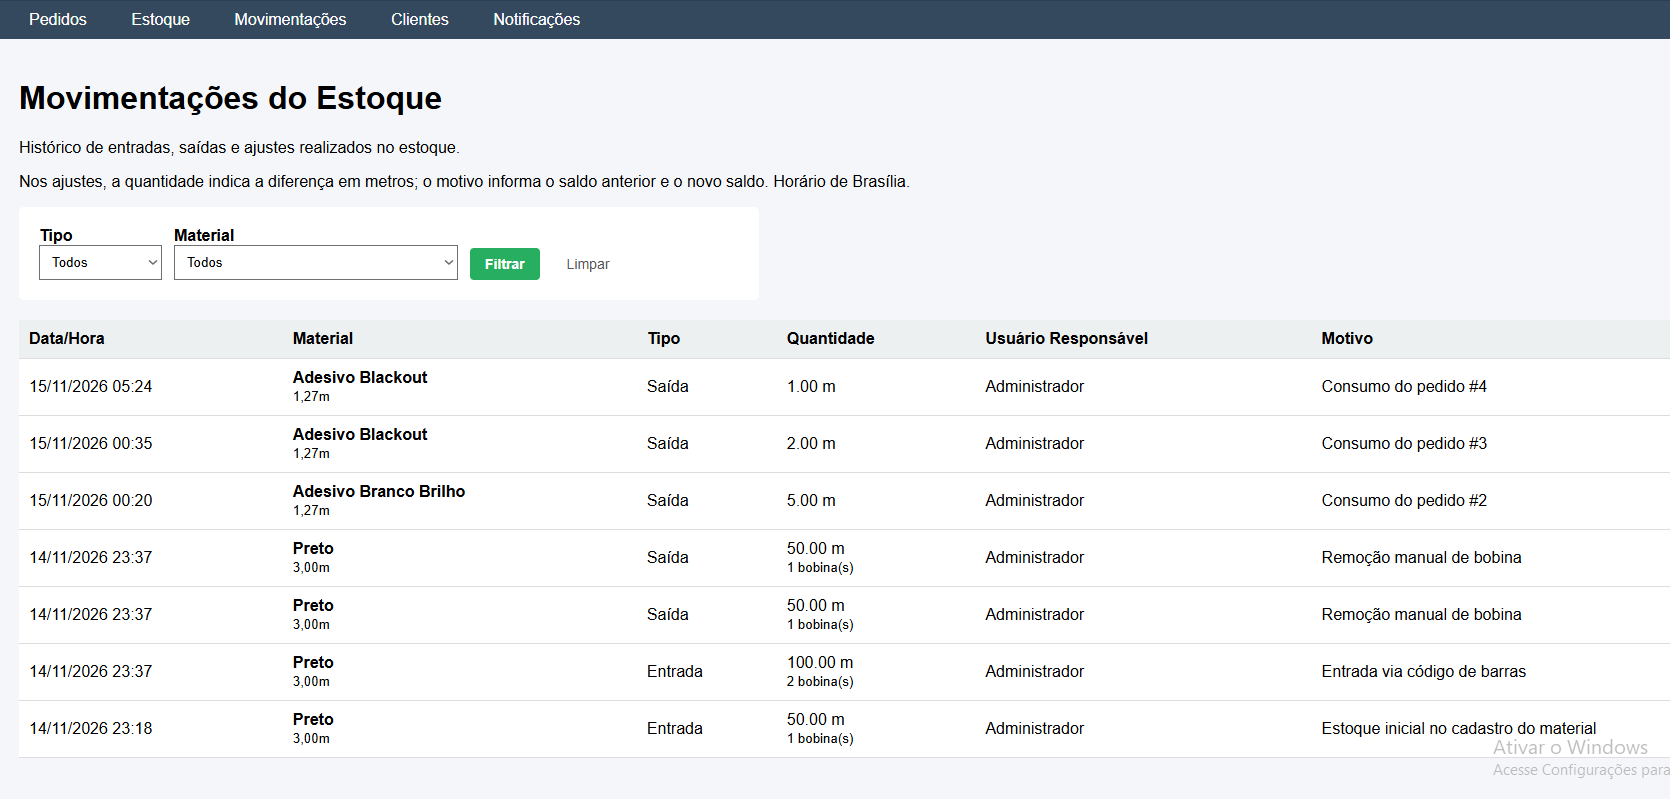 Pedidos Estoque Movimentações Clientes Notificações
Movimentações do Estoque
Histórico de entradas, saídas e ajustes realizados no estoque.
Nos ajustes, a quantidade indica a diferença em metros; o motivo informa o saldo anterior e o novo saldo. Horário de Brasília.
Tipo Material
Todos Todos Filtrar Limpar
Data/Hora Material Tipo Quantidade Usuário Responsável Motivo
15/11/2026 05:24 Adesivo Blackout Saída 1.00 m Administrador Consumo do pedido #4
1,27m
15/11/2026 00:35 Adesivo Blackout Saída 2.00 m Administrador Consumo do pedido #3
1,27m
15/11/2026 00:20 Adesivo Branco Brilho Saída 5.00 m Administrador Consumo do pedido #2
1,27m
14/11/2026 23:37 Preto Saída 50.00 m Administrador Remoção manual de bobina
3,00m 1 bobina(s)
14/11/2026 23:37 Preto Saída 50.00 m Administrador Remoção manual de bobina
3,00m 1 bobina(s)
14/11/2026 23:37 Preto Entrada 100.00 m Administrador Entrada via código de barras
3,00m 2 bobina(s)
14/11/2026 23:18 Preto Entrada 50.00 m Administrador Estoque inicial no cadastro do material
3,00m 1 bobina(s)
Ativar o Windows
Acesse Configurações para